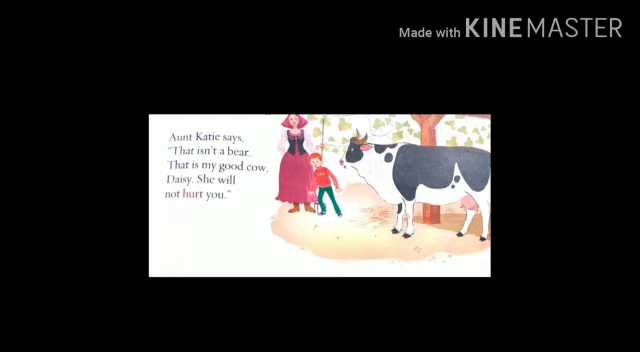 Made with KINEMASTER
Aunt Katie says,
"That isn't a bear.
That is my good cow,
Daisy. She will
not hurt you."